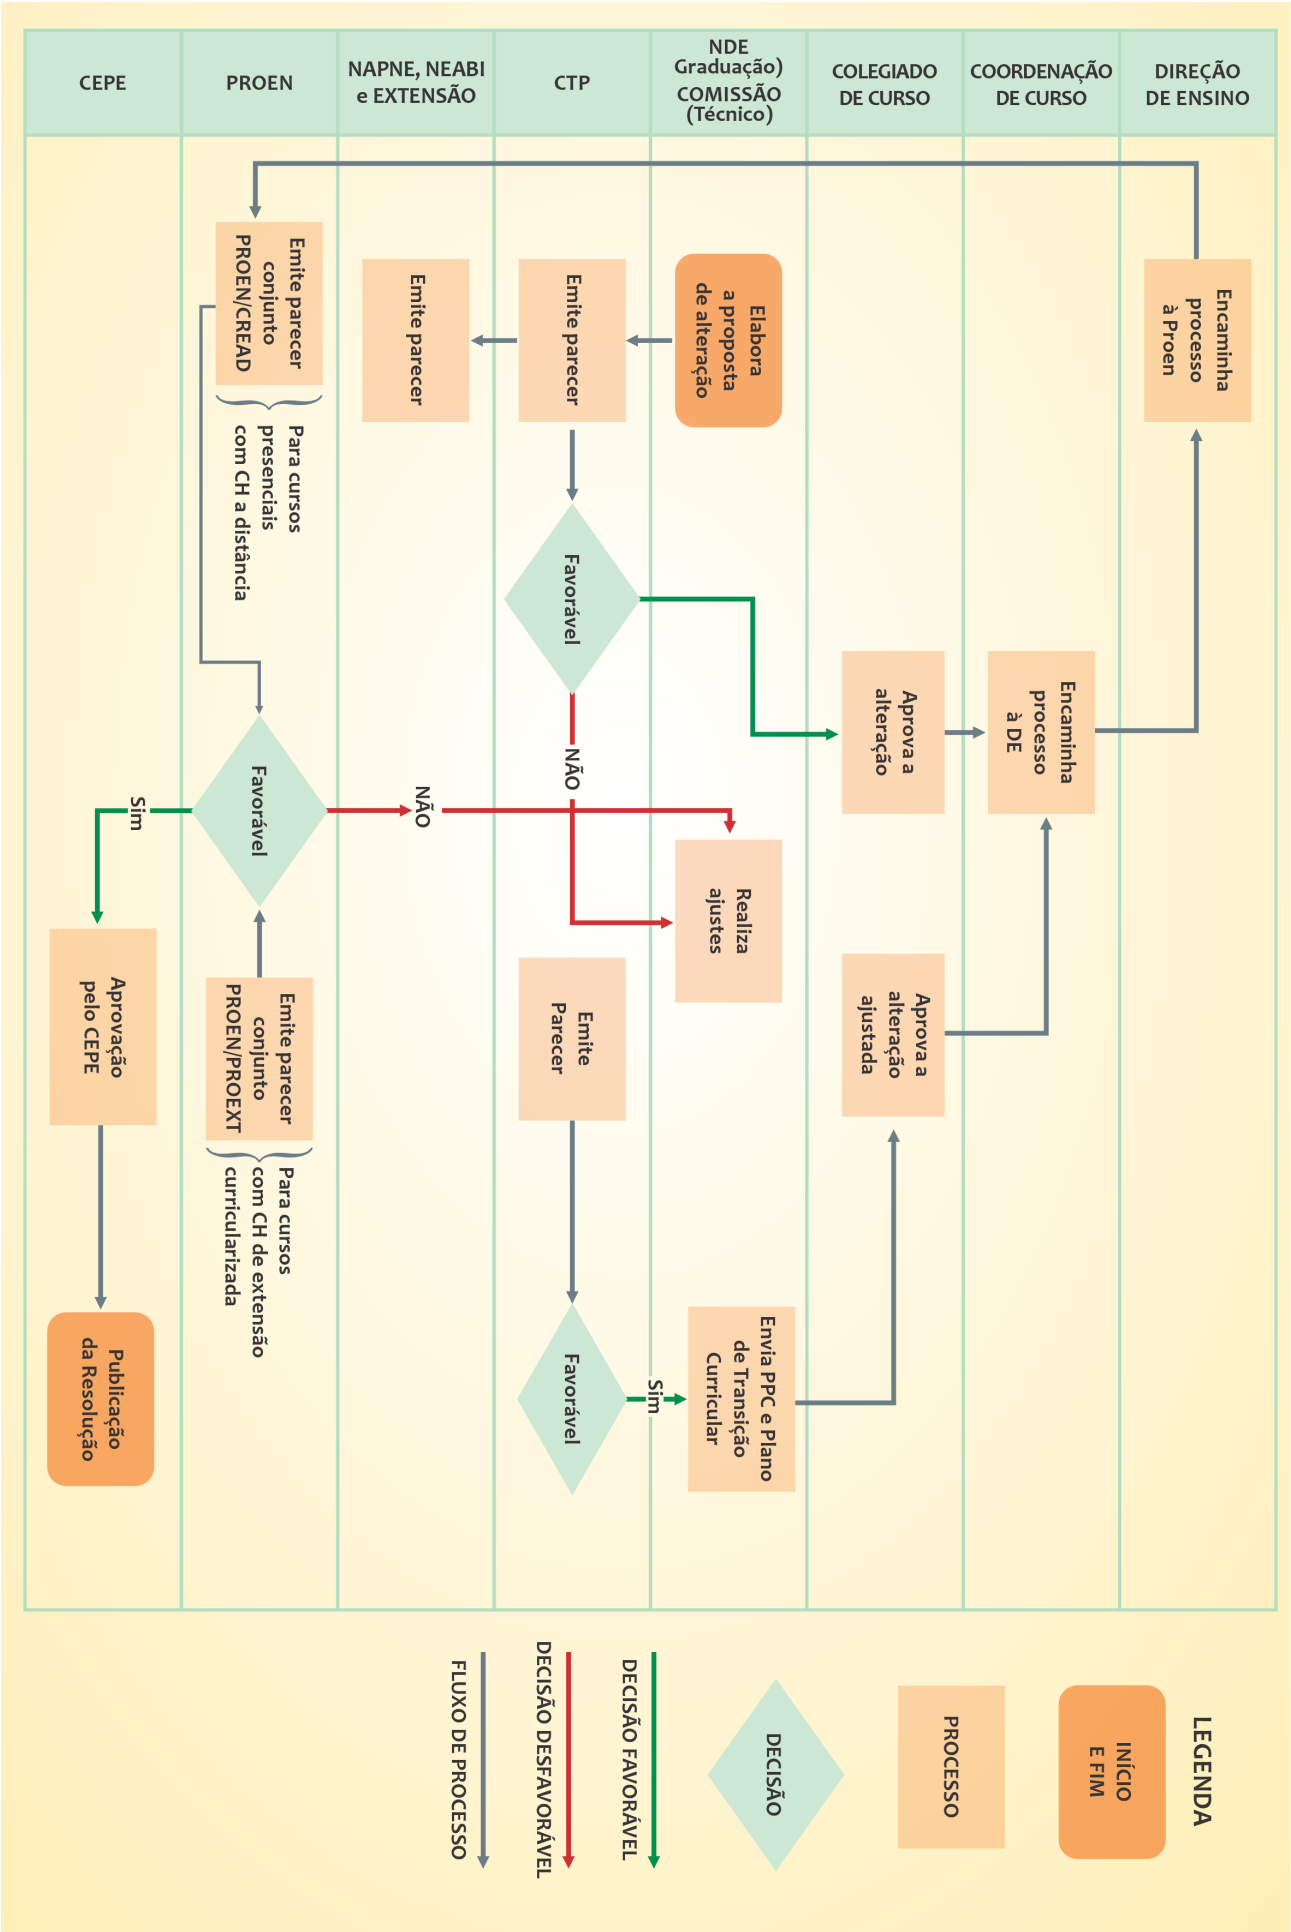 CEPE
PROEN
NAPNE, NEABI
e EXTENSÃO
CTP
NDE
Graduação)
COMISSÃO
(Técnico)
COLEGIADO
DE CURSO
COORDENAÇÃO
DE CURSO
DIREÇÃO
DE ENSINO
Encaminha
processo
à Proen
Elabora
a proposta
de alteração
Emite parecer
Emite parecer
Emite parecer
conjunto
PROEN/CREAD
Para cursos
presenciais
com CH a distância
Favorável
NÃO
Aprova a
alteração
Encaminha
processo
à DE
Favorável
NÃO
Sim
Realiza
ajustes
Emite
Parecer
Aprova a
alteração
ajustada
Emite parecer
conjunto
PROEN/PROEXT
Para cursos
com CH de extensão
curricularizada
Aprovação
pelo CEPE
Favorável
Sim
Envia PPC e Plano
de Transição
Curricular
Publicação
da Resolução
LEGENDA
INÍCIO
E FIM
PROCESSO
DECISÃO
DECISÃO FAVORÁVEL
DECISÃO DESFAVORÁVEL
FLUXO DE PROCESSO